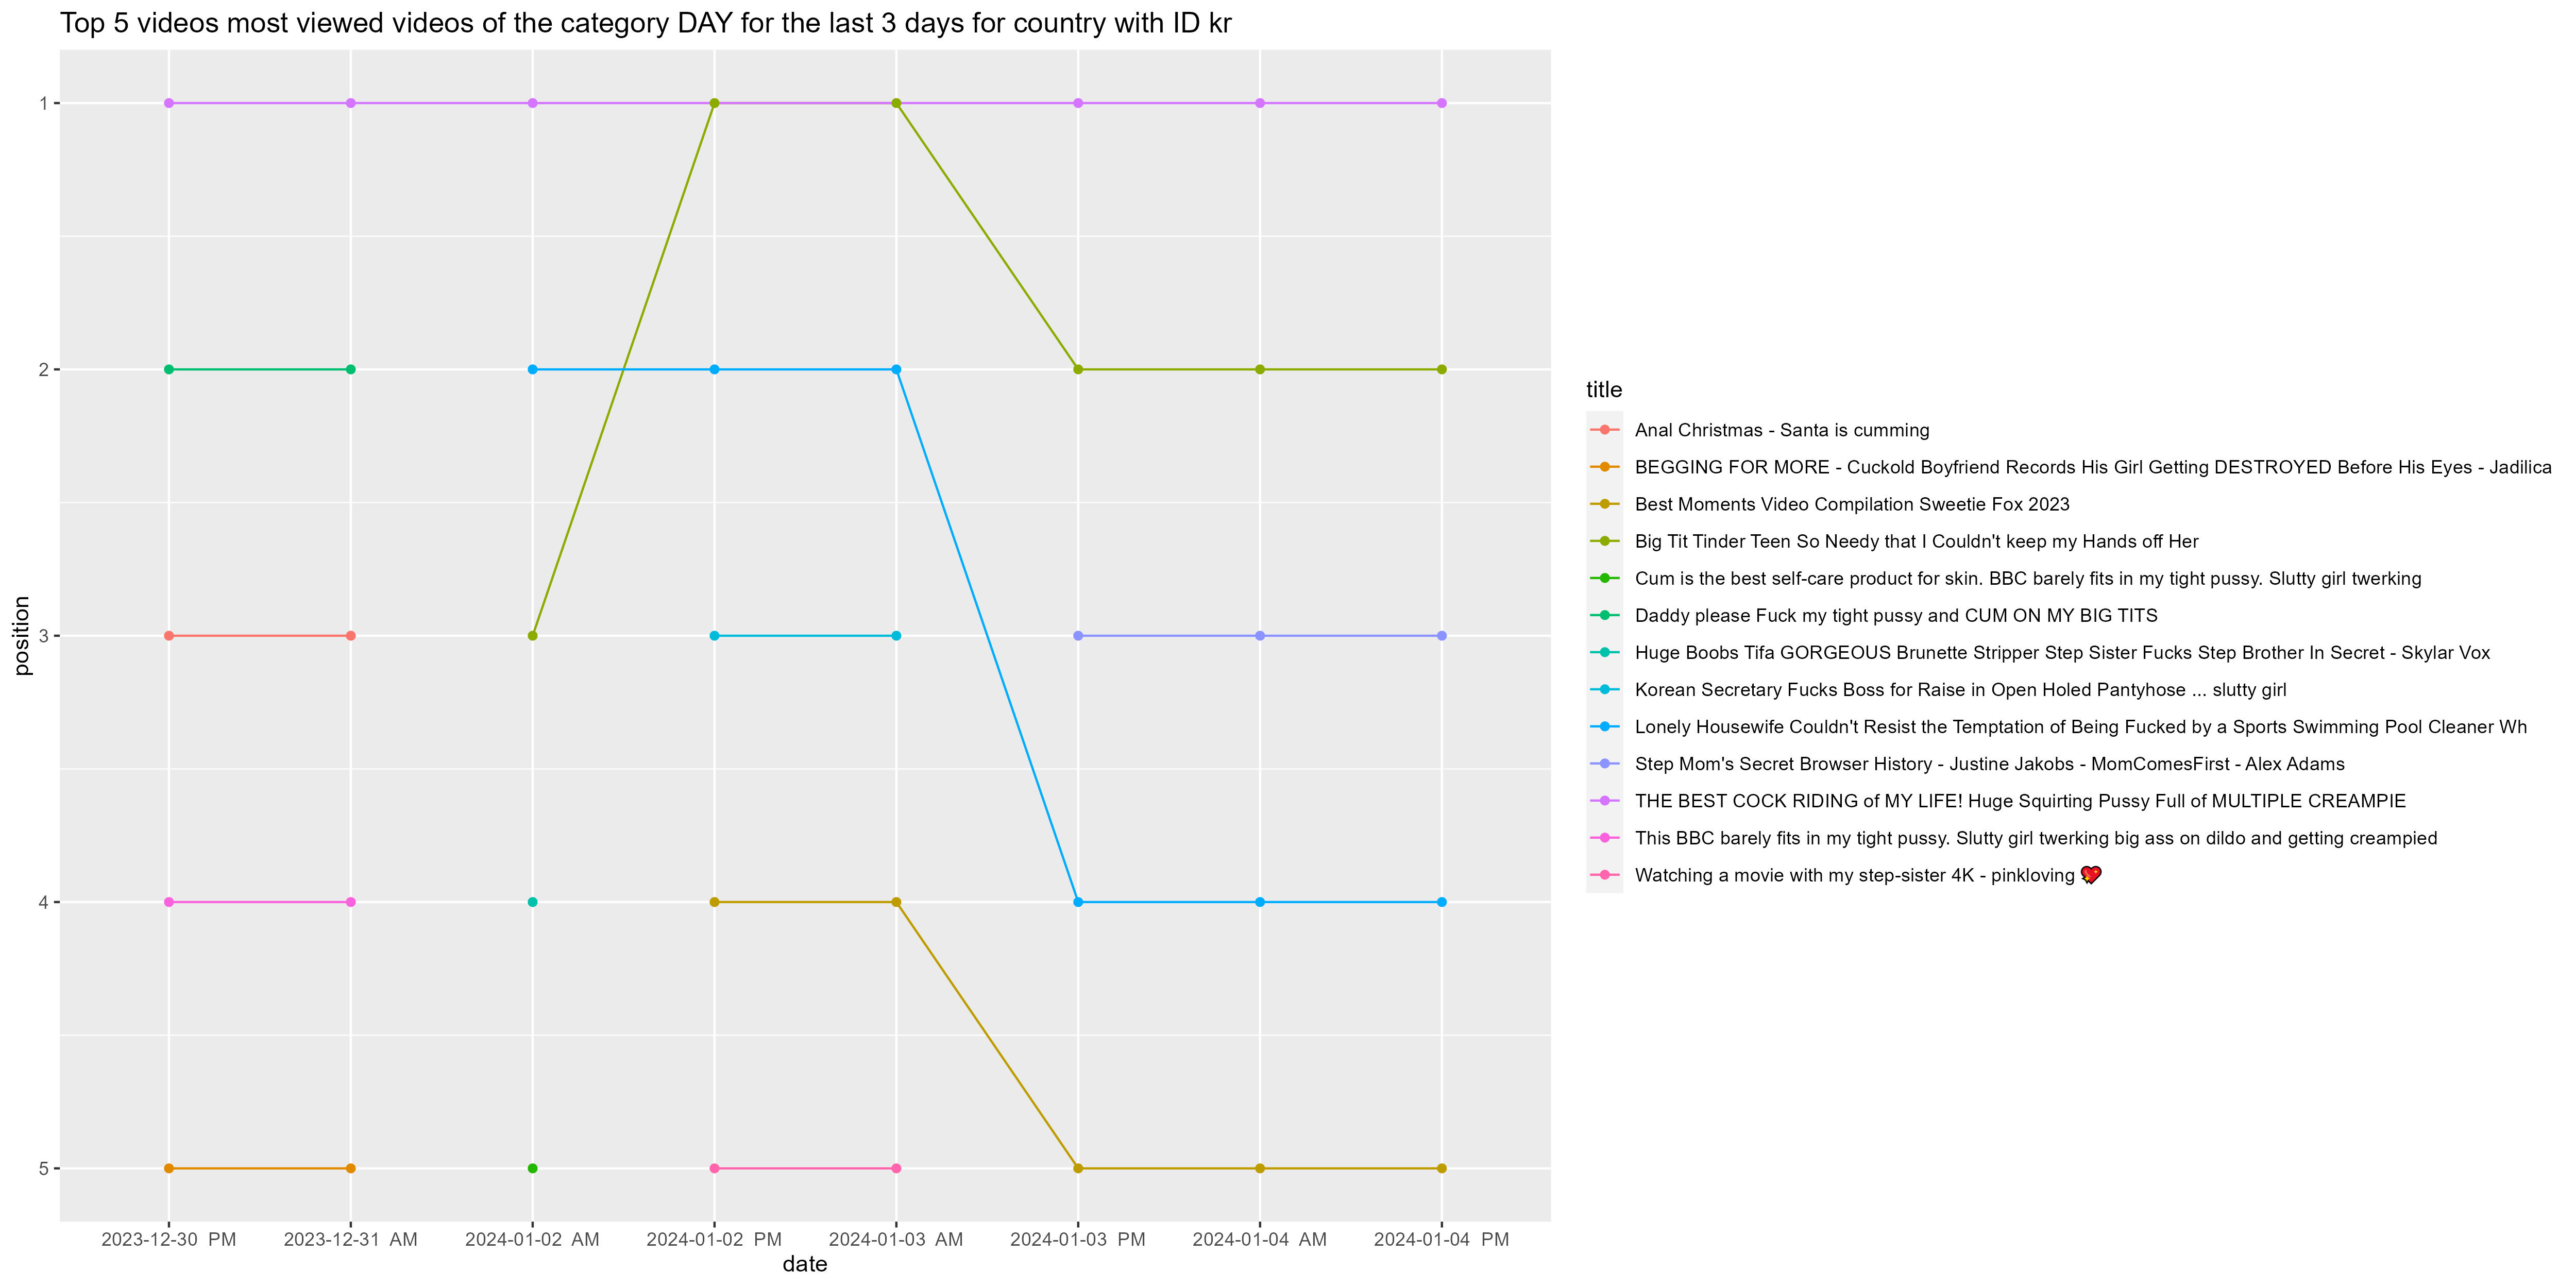 Top 5 videos most viewed videos of the category DAY for the last 3 days for country with ID kr
position
1
2
3
4
5
2023-12-30 PM
2023-12-31 AM
2024-01-02 AM
2024-01-02 PM
2024-01-03 AM
2024-01-03 PM
2024-01-04 AM
2024-01-04 PM
date
title
Anal Christmas - Santa is cumming
BEGGING FOR MORE - Cuckold Boyfriend Records His Girl Getting DESTROYED Before His Eyes - Jadilica
Best Moments Video Compilation Sweetie Fox 2023
Big Tit Tinder Teen So Needy that I Couldn't keep my Hands off Her
Cum is the best self-care product for skin. BBC barely fits in my tight pussy. Slutty girl twerking
Daddy please Fuck my tight pussy and CUM ON MY BIG TITS
Huge Boobs Tifa GORGEOUS Brunette Stripper Step Sister Fucks Step Brother In Secret - Skylar Vox
Korean Secretary Fucks Boss for Raise in Open Holed Pantyhose ... slutty girl
Lonely Housewife Couldn't Resist the Temptation of Being Fucked by a Sports Swimming Pool Cleaner Wh
Step Mom's Secret Browser History - Justine Jakobs - MomComesFirst - Alex Adams
THE BEST COCK RIDING of MY LIFE! Huge Squirting Pussy Full of MULTIPLE CREAMPIE
This BBC barely fits in my tight pussy. Slutty girl twerking big ass on dildo and getting creampied
Watching a movie with my step-sister 4K - pinkloving 💖